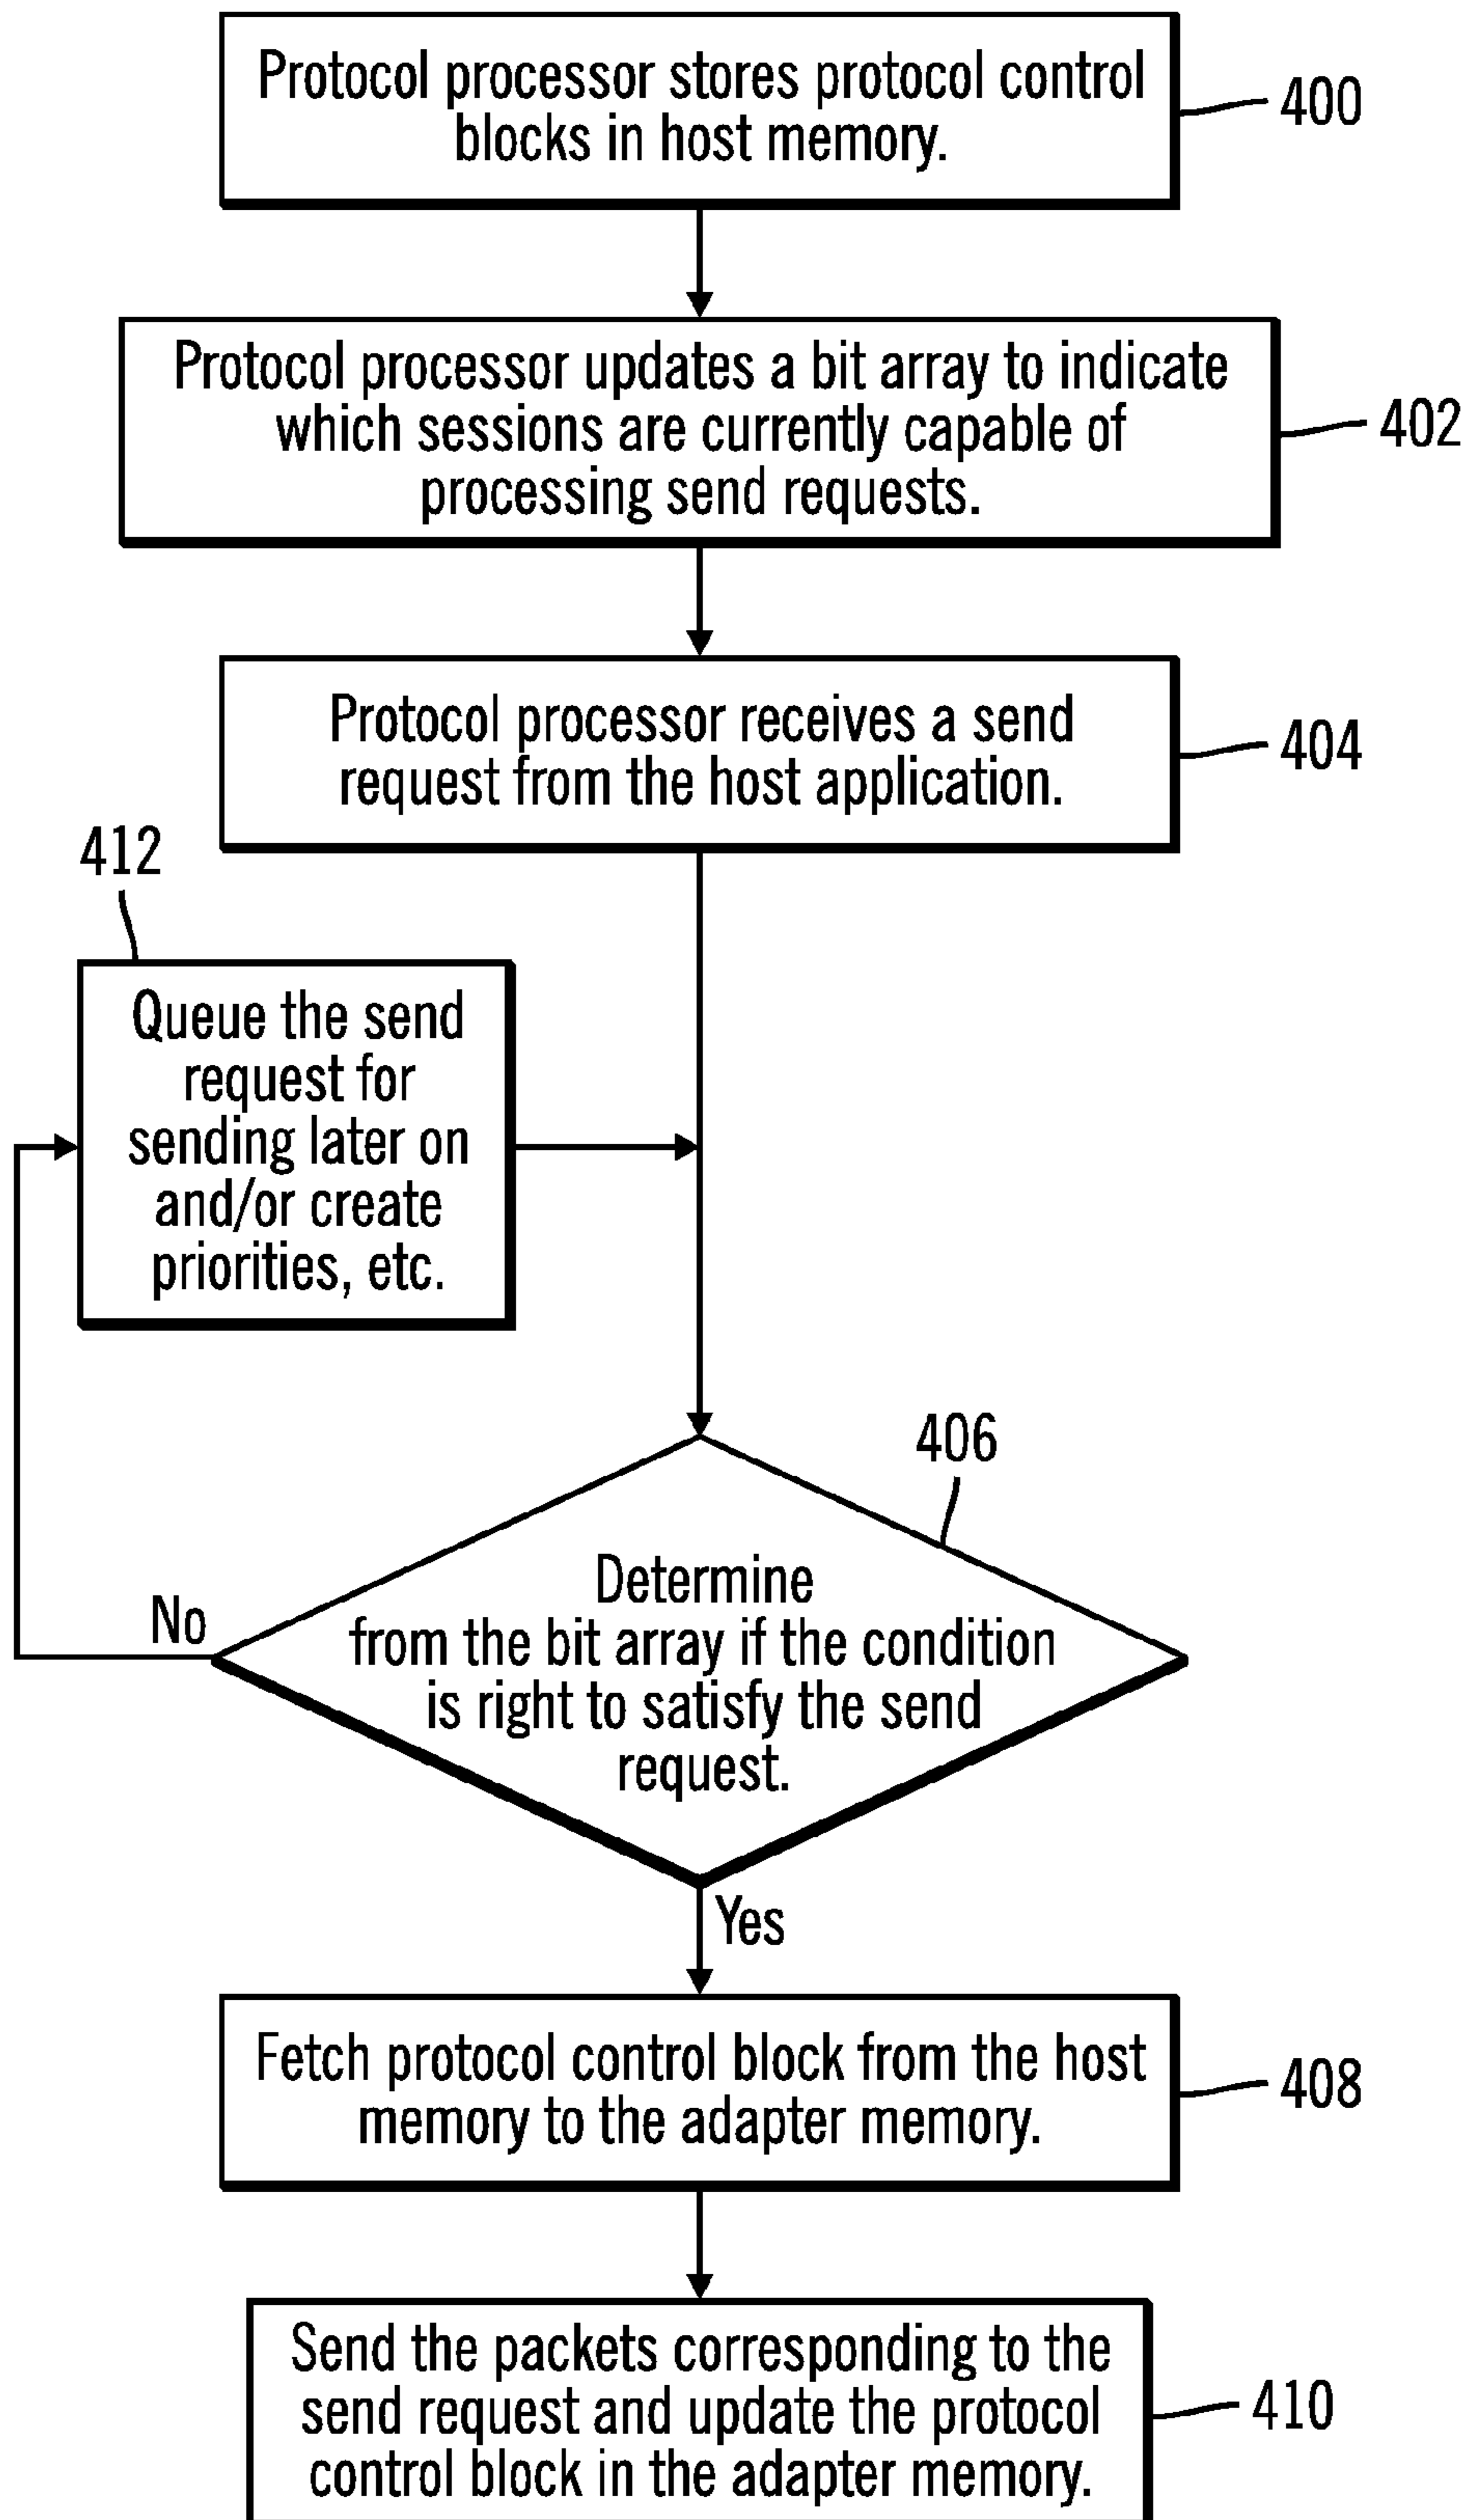 Protocol processor stores protocol control
blocks in host memory.
400
Protocol processor updates a bit array to indicate
which sessions are currently capable of
processing send requests.
402
Protocol processor receives a send
request from the host application.
404
412
Queue the send
request for
sending later on
and/or create
priorities, etc.
406
Determine
from the bit array if the condition
is right to satisfy the send
request.
No
Yes
Fetch protocol control block from the host
memory to the adapter memory.
408
Send the packets corresponding to the
send request and update the protocol
control block in the adapter memory.
410